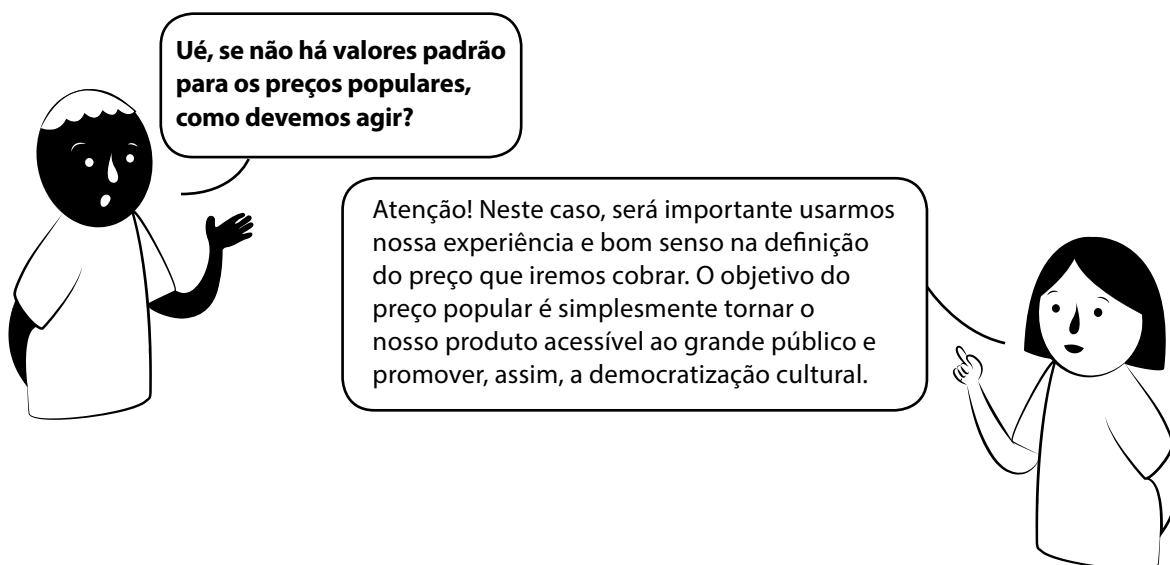 Ué, se não há valores padrão
para os preços populares,
como devemos agir?
Atenção! Neste caso, será importante usarmos
nossa experiência e bom senso na definição
do preço que iremos cobrar. O objetivo do
preço popular é simplesmente tornar o
nosso produto acessível ao grande público e
promover, assim, a democratização cultural.